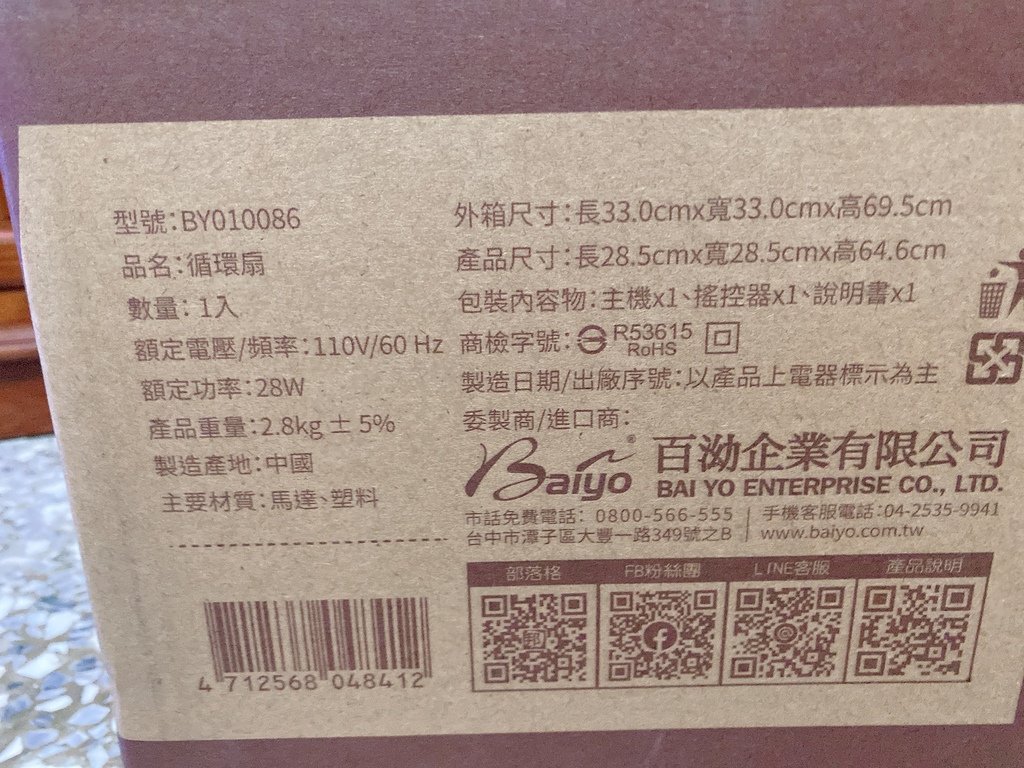 型號:BY010086
品名:循環扇
數量:1入
額定電壓/頻率:110V/60 Hz
額定功率:28W
產品重量:2.8kg ± 5%
製造產地:中國
主要材質:馬達、塑料
4 712568 048412
外箱尺寸:長33.0cmx寬33.0cmx高69.5cm
產品尺寸:長28.5cmx寬28.5cmx高64.6cm
包裝內容物:主機x1、搖控器x1、說明書x1
商檢字號: R53615
RoHS
製造日期/出廠序號:以產品上電器標示為主
委製商/進口商:
Baiyo® 百泑企業有限公司
BAI YO ENTERPRISE CO., LTD.
市話免費電話: 0800-566-555 | 手機客服電話:04-2535-9941
台中市潭子區大豐一路349號之B | www.baiyo.com.tw
部落格 FB粉絲團 LINE客服 產品說明